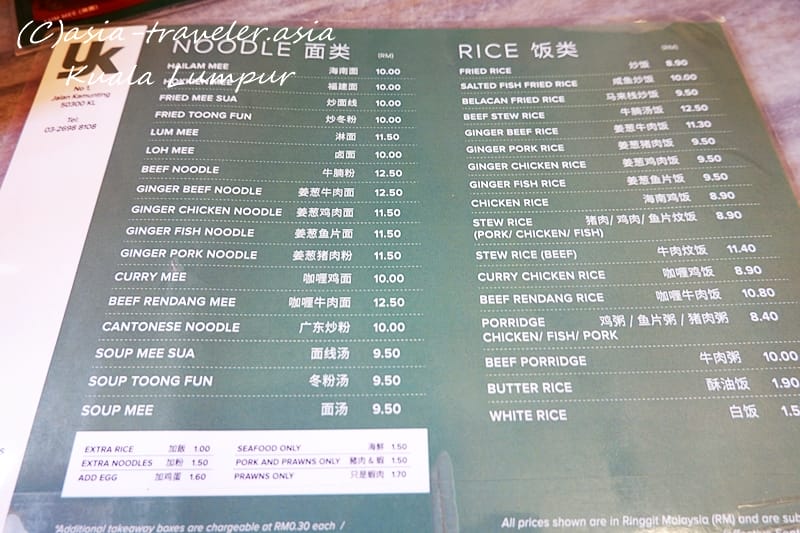 (C)asia-traveler.asia
Kuala Lumpur
UK
No 1,
Jalan Kamunting
50300 KL
Tel:
03-2698 8108
NOODLE 面类 (RM)
HAILAM MEE 海南面 10.00
福建面 10.00
FRIED MEE SUA 炒面线 10.00
FRIED TOONG FUN 炒冬粉 10.00
LUM MEE 淋面 11.50
LOH MEE 卤面 10.00
BEEF NOODLE 牛腩粉 12.50
GINGER BEEF NOODLE 姜葱牛肉面 12.50
GINGER CHICKEN NOODLE 姜葱鸡肉面 11.50
GINGER FISH NOODLE 姜葱鱼片面 11.50
GINGER PORK NOODLE 姜葱猪肉粉 11.50
CURRY MEE 咖喱鸡面 10.00
BEEF RENDANG MEE 咖喱牛肉面 12.50
CANTONESE NOODLE 广东炒粉 10.00
SOUP MEE SUA 面线汤 9.50
SOUP TOONG FUN 冬粉汤 9.50
SOUP MEE 面汤 9.50
EXTRA RICE 加飯 1.00 SEAFOOD ONLY 海鮮 1.50
EXTRA NOODLES 加粉 1.50 PORK AND PRAWNS ONLY 豬肉 & 蝦 1.50
ADD EGG 加鸡蛋 1.60 PRAWNS ONLY 只是蝦肉 1.70
*Additional takeaway boxes are chargeable at RM0.30 each /
RICE 饭类 (RM)
FRIED RICE 炒饭 8.90
SALTED FISH FRIED RICE 咸鱼炒饭 10.00
BELACAN FRIED RICE 马来栈炒饭 9.50
BEEF STEW RICE 牛腩汤饭 12.50
GINGER BEEF RICE 姜葱牛肉饭 11.30
GINGER PORK RICE 姜葱猪肉饭 9.50
GINGER CHICKEN RICE 姜葱鸡肉饭 9.50
GINGER FISH RICE 姜葱鱼片饭 9.50
CHICKEN RICE 海南鸡饭 8.90
STEW RICE 猪肉/ 鸡肉/ 鱼片炆饭 8.90
(PORK/ CHICKEN/ FISH)
STEW RICE (BEEF) 牛肉炆饭 11.40
CURRY CHICKEN RICE 咖喱鸡饭 8.90
BEEF RENDANG RICE 咖喱牛肉饭 10.80
PORRIDGE 鸡粥 / 鱼片粥 / 猪肉粥 8.40
CHICKEN/ FISH/ PORK
BEEF PORRIDGE 牛肉粥 10.00
BUTTER RICE 酥油饭 1.90
WHITE RICE 白饭 1.5
All prices shown are in Ringgit Malaysia (RM) and are sub